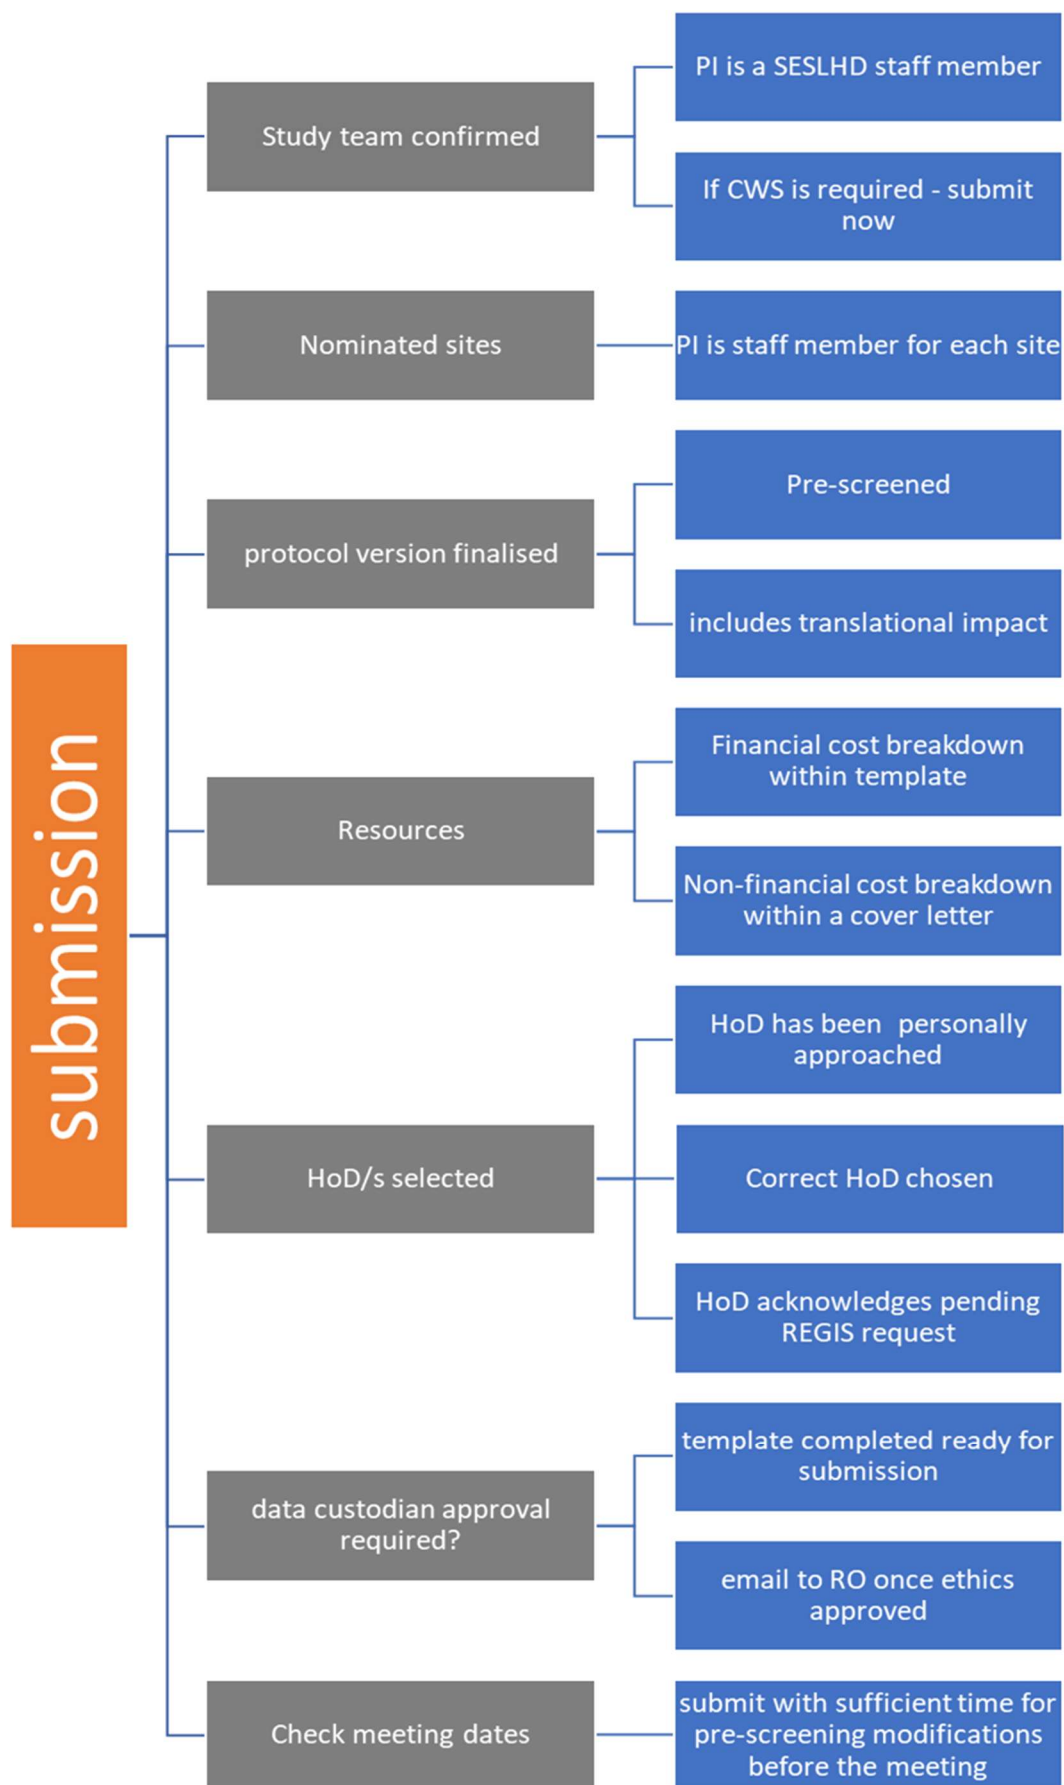 submission
Study team confirmed
PI is a SESLHD staff member
If CWS is required - submit
now
Nominated sites
PI is staff member for each site
protocol version finalised
Pre-screened
includes translational impact
Resources
Financial cost breakdown
within template
Non-financial cost breakdown
within a cover letter
HoD/s selected
HoD has been personally
approached
Correct HoD chosen
HoD acknowledges pending
REGIS request
data custodian approval
required?
template completed ready for
submission
email to RO once ethics
approved
Check meeting dates
submit with sufficient time for
pre-screening modifications
before the meeting